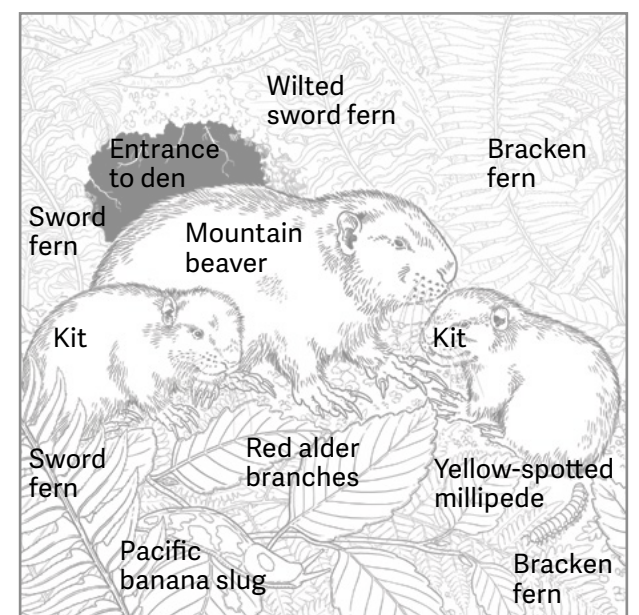 Wilted
sword fern
Entrance
to den
Bracken
fern
Sword
fern
Mountain
beaver
Kit
Kit
Sword
fern
Red alder
branches
Yellow-spotted
millipede
Pacific
banana slug
Bracken
fern